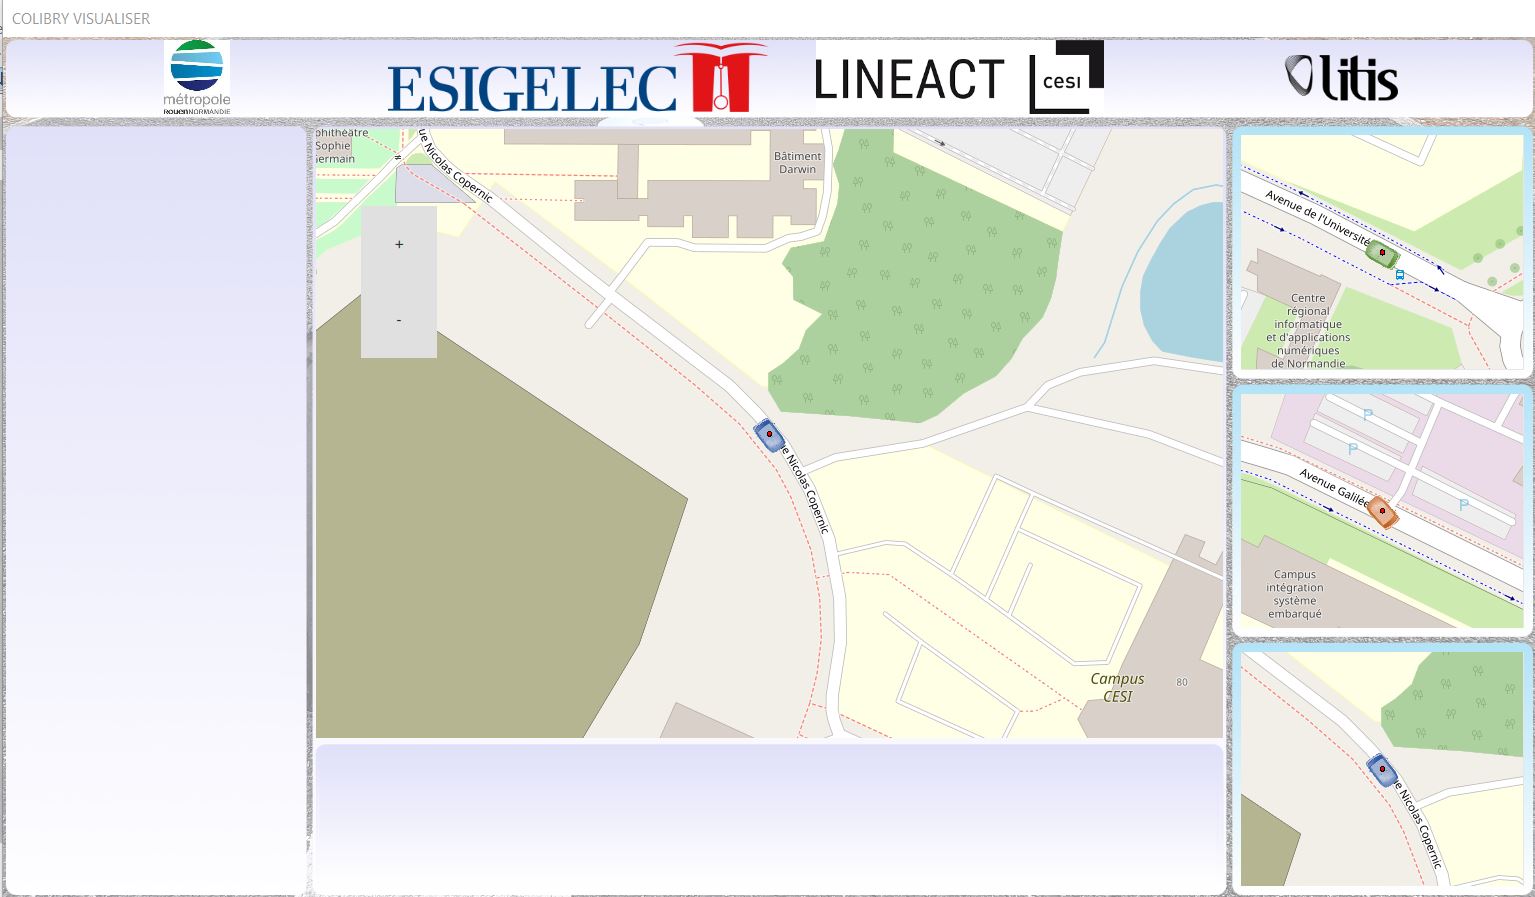 COLIBRY VISUALISER
métropole
ROUENNORMANDIE
ESIGELEC
LINEACT
cesi
litis
phithéâtre
Sophie
Germain
ue Nicolas Copernic
Bâtiment
Darwin
+
-
e Nicolas Copernic
Campus
CESI
80
Avenue de l'Université
Centre
régional
informatique
et d'applications
numériques
de Normandie
P
P
P
Avenue Galilée
Campus
intégration
système
embarqué
e Nicolas Copernic